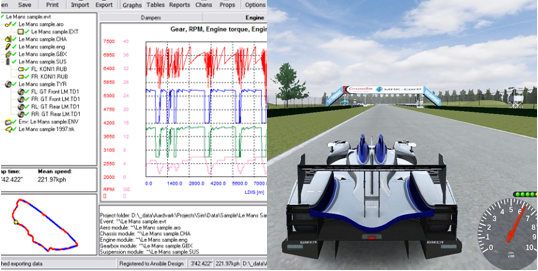 en Save Print Import Export Graphs Tables Reports Chans Props Options
Dampers Engine
Le Mans sample.evt
Le Mans sample.aro
Le Mans sample.EXT
Le Mans sample.CHA
Le Mans sample.eng
Le Mans sample.GBX
Le Mans sample.SUS
FL: KONI1.RUB
FR: KONI1.RUB
Le Mans sample.TYR
FL: GT Front LM.TD1
FR: GT Front LM.TD1
RL: GT Rear LM.TD1
RR: GT Rear LM.TD1
Env: Le Mans sample.ENV
Le Mans sample 1997.trk
Gear, RPM, Engine torque, Engin
7500
7000
6500
6000
5500
5000
4500
4000
3500
3000
2500
2000
RPM
0.0 1400.0 2800.0 4200.0 5600.0 7000.0
LDIS [m]
p time: Mean speed:
'42.422" 221.97kph
Project folder: D:\_data\Aardvark\Projects\Seri\Data\Sample\Le Mans Sa
Event: "~\Le Mans sample.evt"
Aero module: "~\Le Mans sample.aro
Chassis module: "~\Le Mans sample.CHA
Engine module: "~\Le Mans sample.eng
Gearbox module: "~\Le Mans sample.GBX
Suspension module: "~\Le Mans sample.SUS
hed exporting data Registered to Ansible Design 3'42.422" 221.97kph D:\_data\